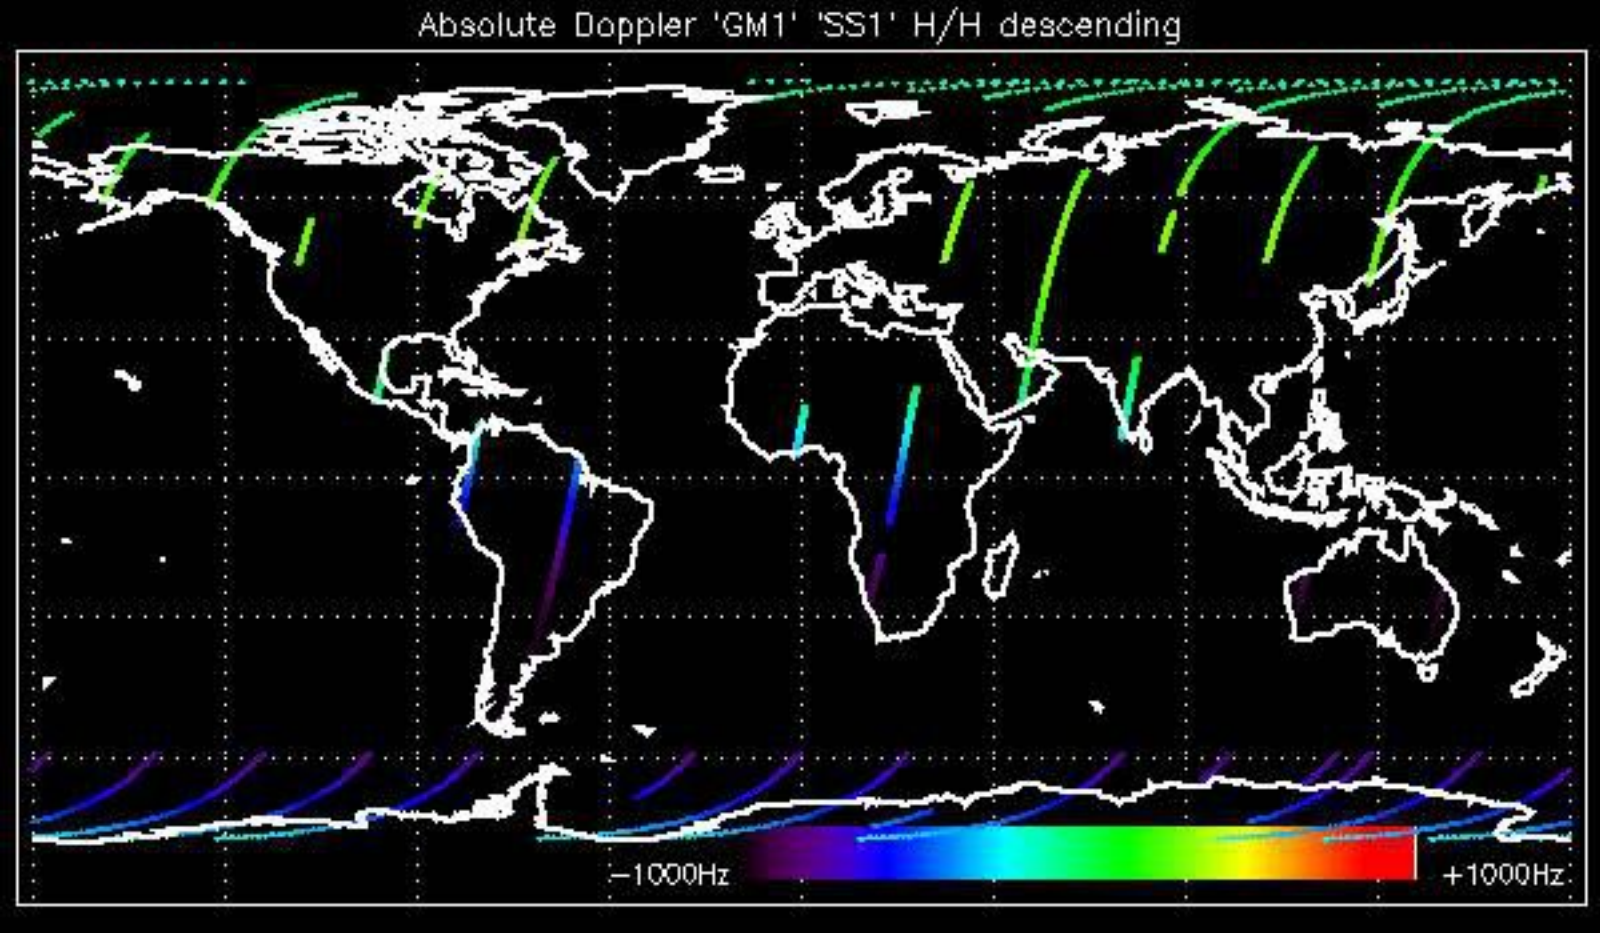 Absolute Doppler 'GM1' 'SS1' H/H descending
-1000Hz +1000Hz